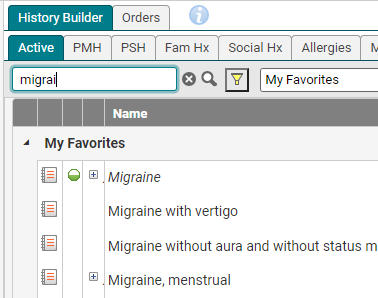 History Builder Orders
Active PMH PSH Fam Hx Social Hx Allergies M
migrai My Favorites
Name
My Favorites
Migraine
Migraine with vertigo
Migraine without aura and without status m
Migraine, menstrual